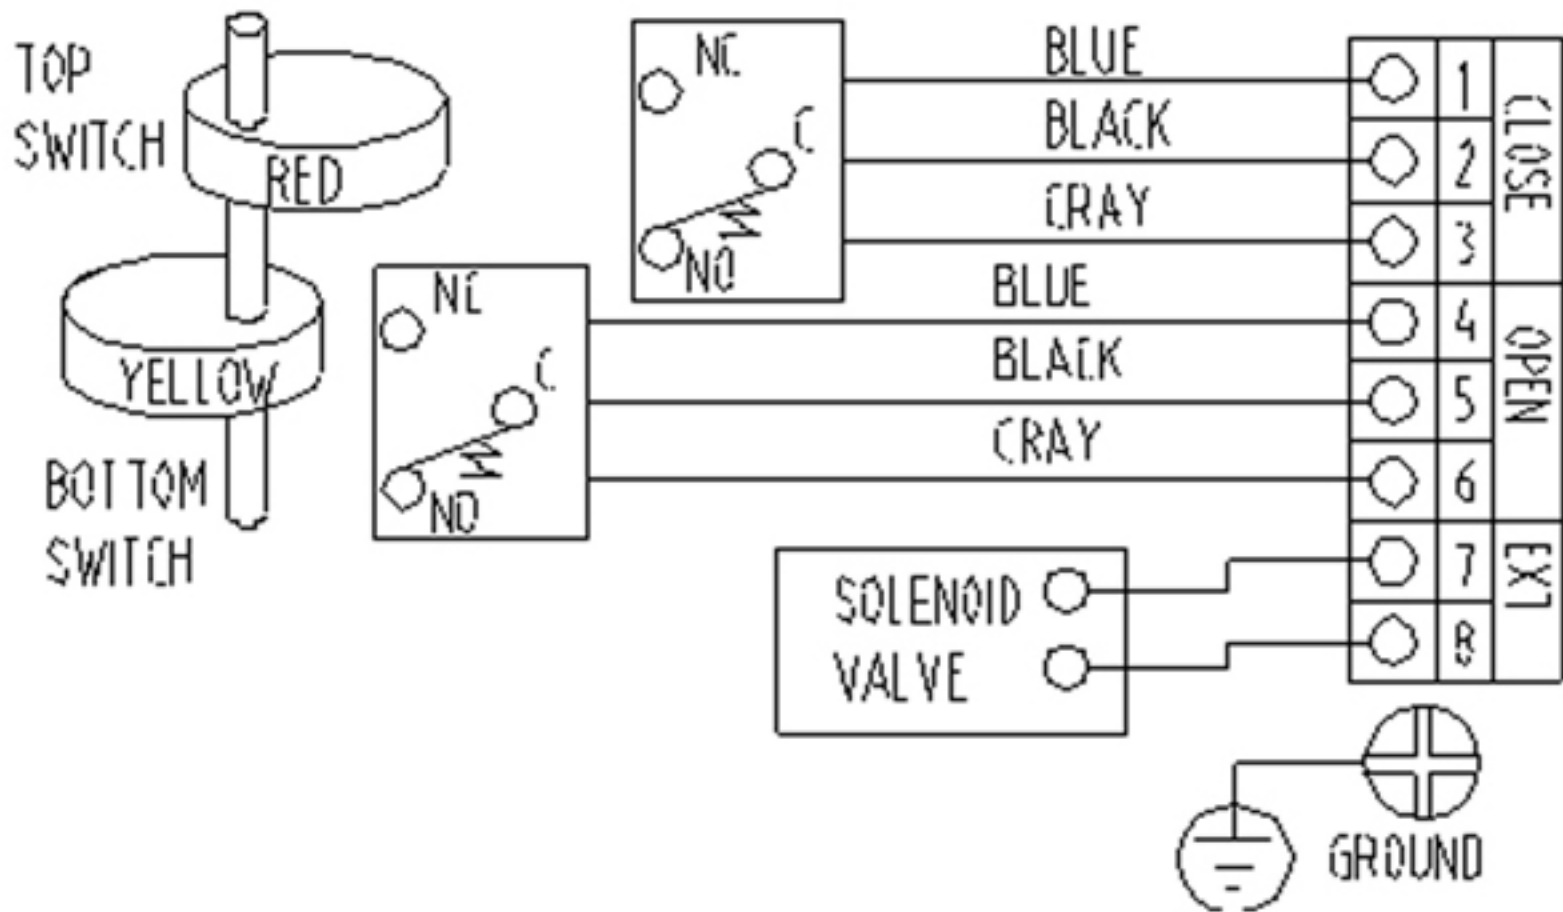 TOP
SWITCH
RED
YELLOW
BOTTOM
SWITCH
NC
C
NO
NC
C
NO
BLUE
BLACK
CRAY
BLUE
BLACK
CRAY
1
2
3
4
5
6
7
8
CLOSE
OPEN
EXT
SOLENOID
VALVE
GROUND